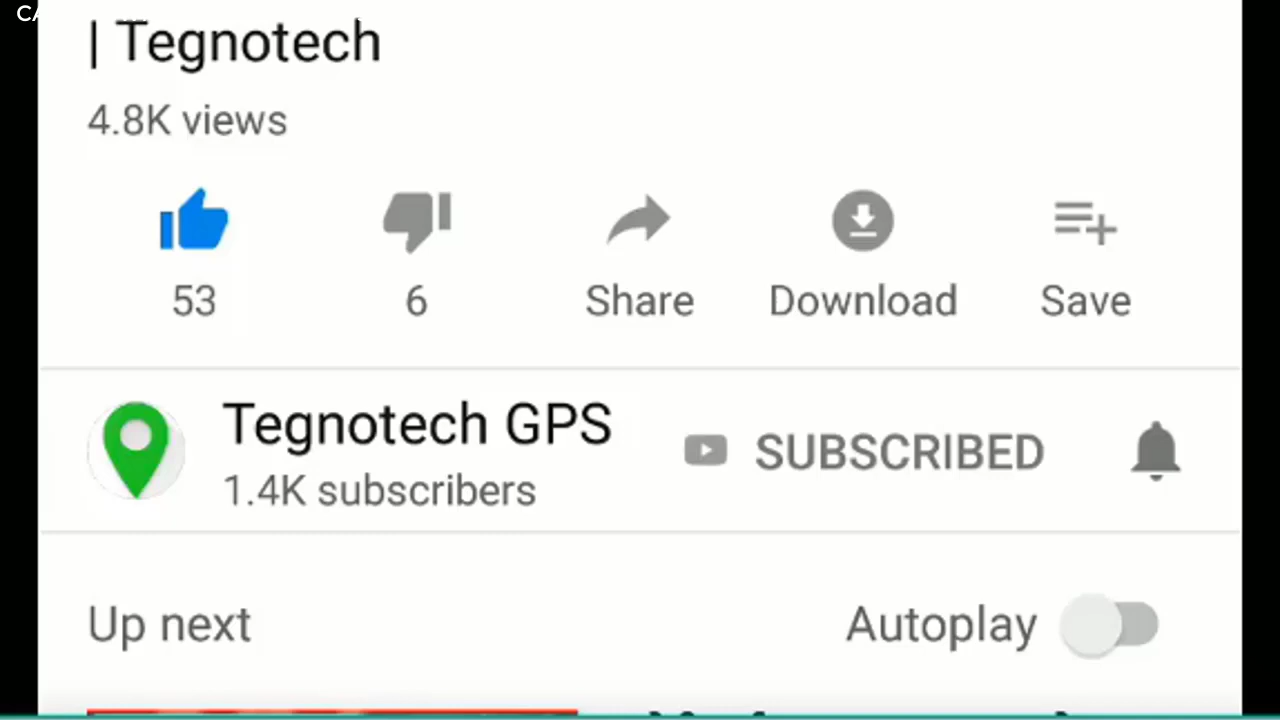 | Tegnotech
4.8K views
53 6 Share Download Save
Tegnotech GPS
1.4K subscribers
SUBSCRIBED
Up next Autoplay